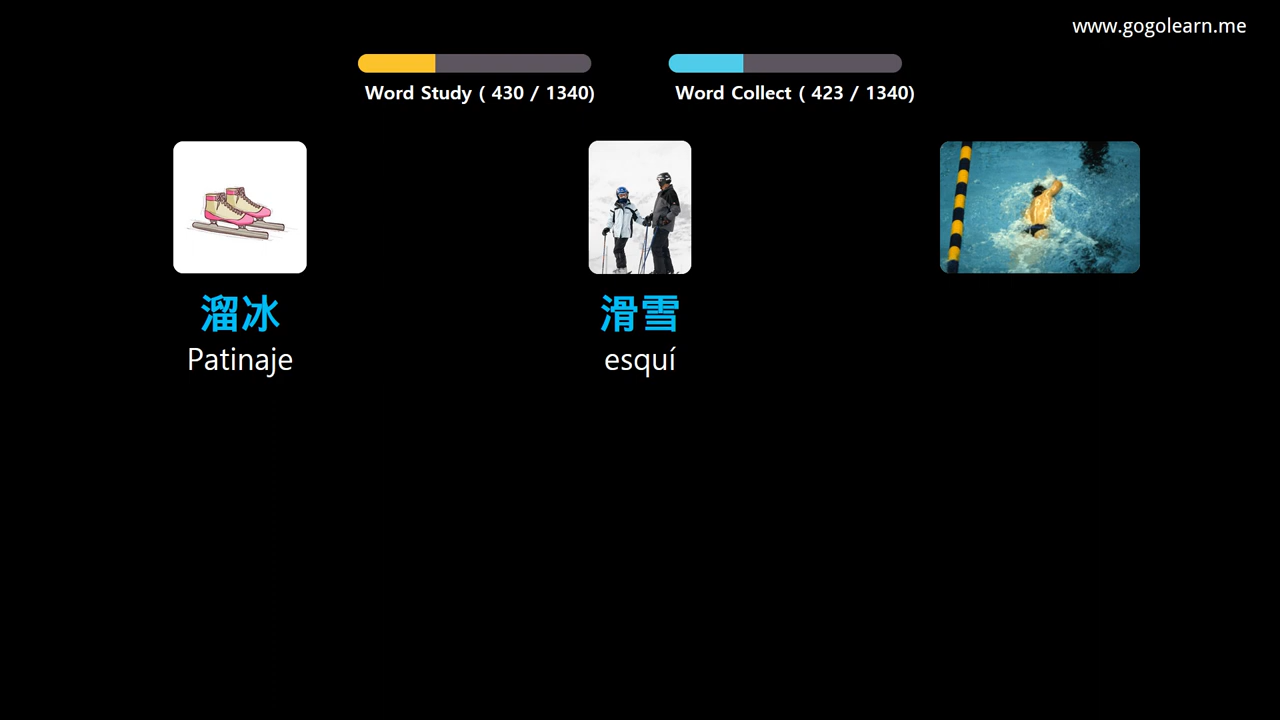 www.gogolearn.me
Word Study ( 430 / 1340)
Word Collect ( 423 / 1340)
溜冰
Patinaje
滑雪
esquí